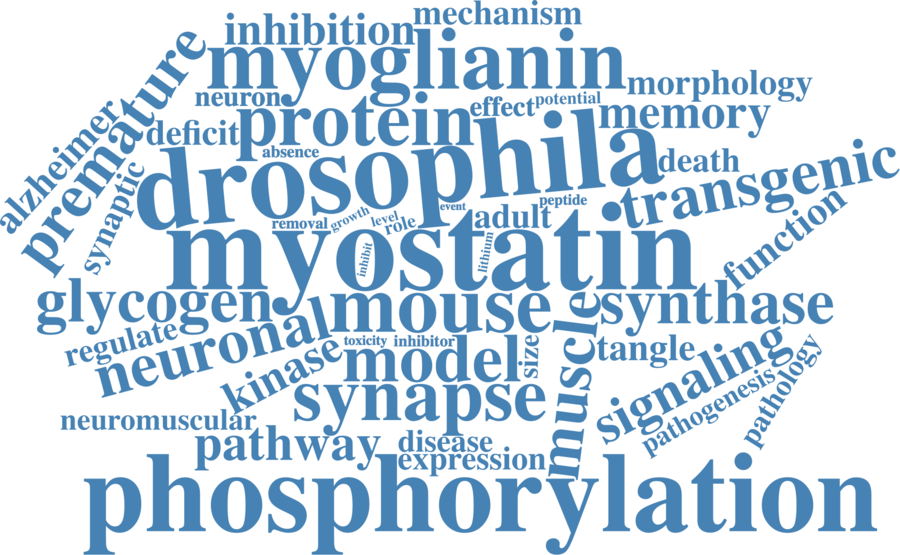 mechanism
inhibition
myoglianin
premature
morphology
neuron
effect
potential
memory
protein
deficit
alzheimer
absence
drosophila
death
transgenic
synaptic
peptide
event
adult
removal
growth
level
role
myostatin
inhibit
lithium
function
glycogen
mouse
synthase
muscle
regulate
neuronal
toxicity
inhibitor
size
tangle
kinase
model
signaling
pathology
pathogenesis
synapse
neuromuscular
pathway
disease
expression
phosphorylation